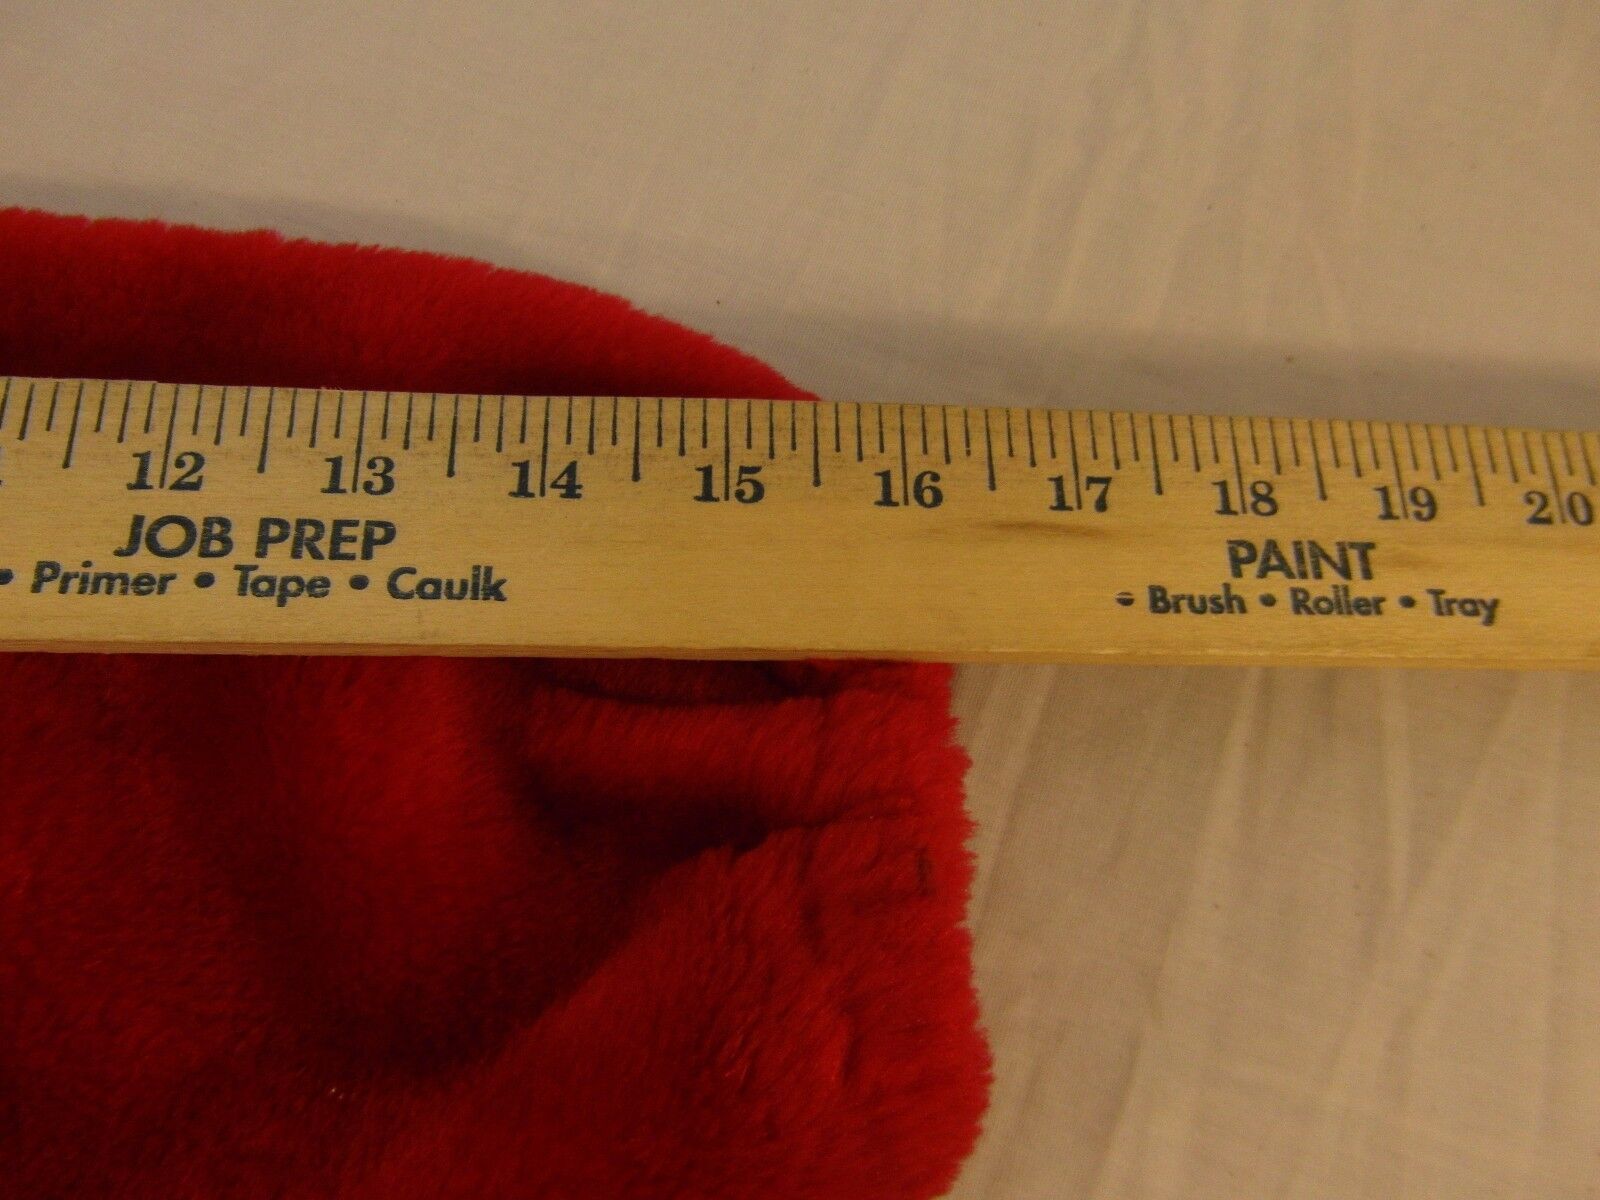 12 13 14 15 16 17 18 19 20
JOB PREP
• Primer • Tape • Caulk
PAINT
• Brush • Roller • Tray